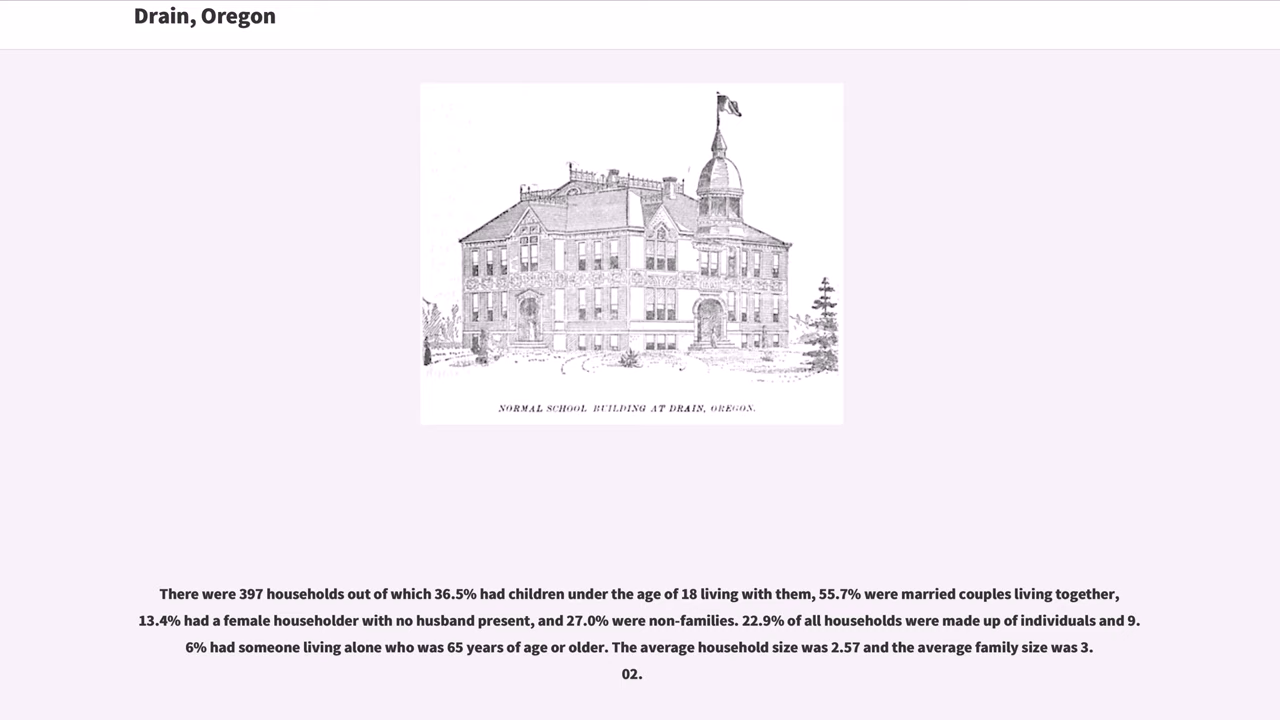 Drain, Oregon
NORMAL SCHOOL BUILDING AT DRAIN, OREGON.
There were 397 households out of which 36.5% had children under the age of 18 living with them, 55.7% were married couples living together,
13.4% had a female householder with no husband present, and 27.0% were non-families. 22.9% of all households were made up of individuals and 9.
6% had someone living alone who was 65 years of age or older. The average household size was 2.57 and the average family size was 3.
02.